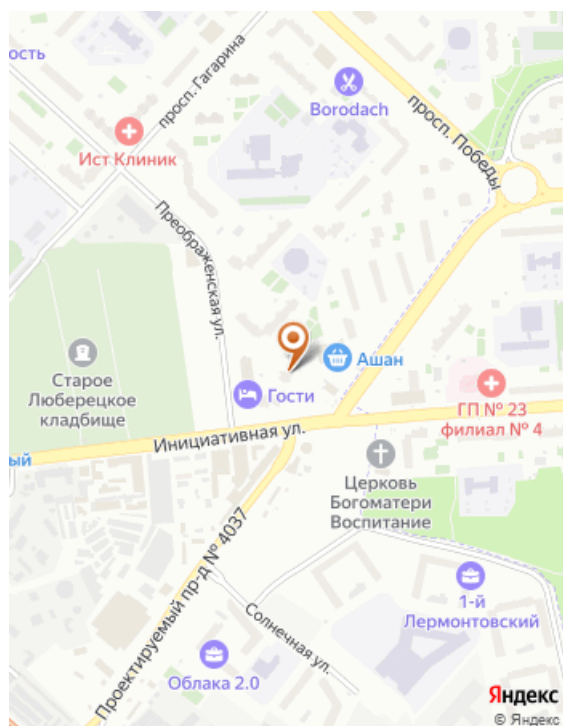 ость
просп. Гагарина
Borodach
просп. Победы
Ист Клиник
Преображенская ул.
Старое
Люберецкое
кладбище
Ашан
Гости
ГП № 23
филиал № 4
Инициативная ул.
ый
Церковь
Богоматери
Воспитание
Проектируемый пр-д № 4037
1-й
Лермонтовский
Солнечная ул.
Облака 2.0
Яндекс
© Яндекс